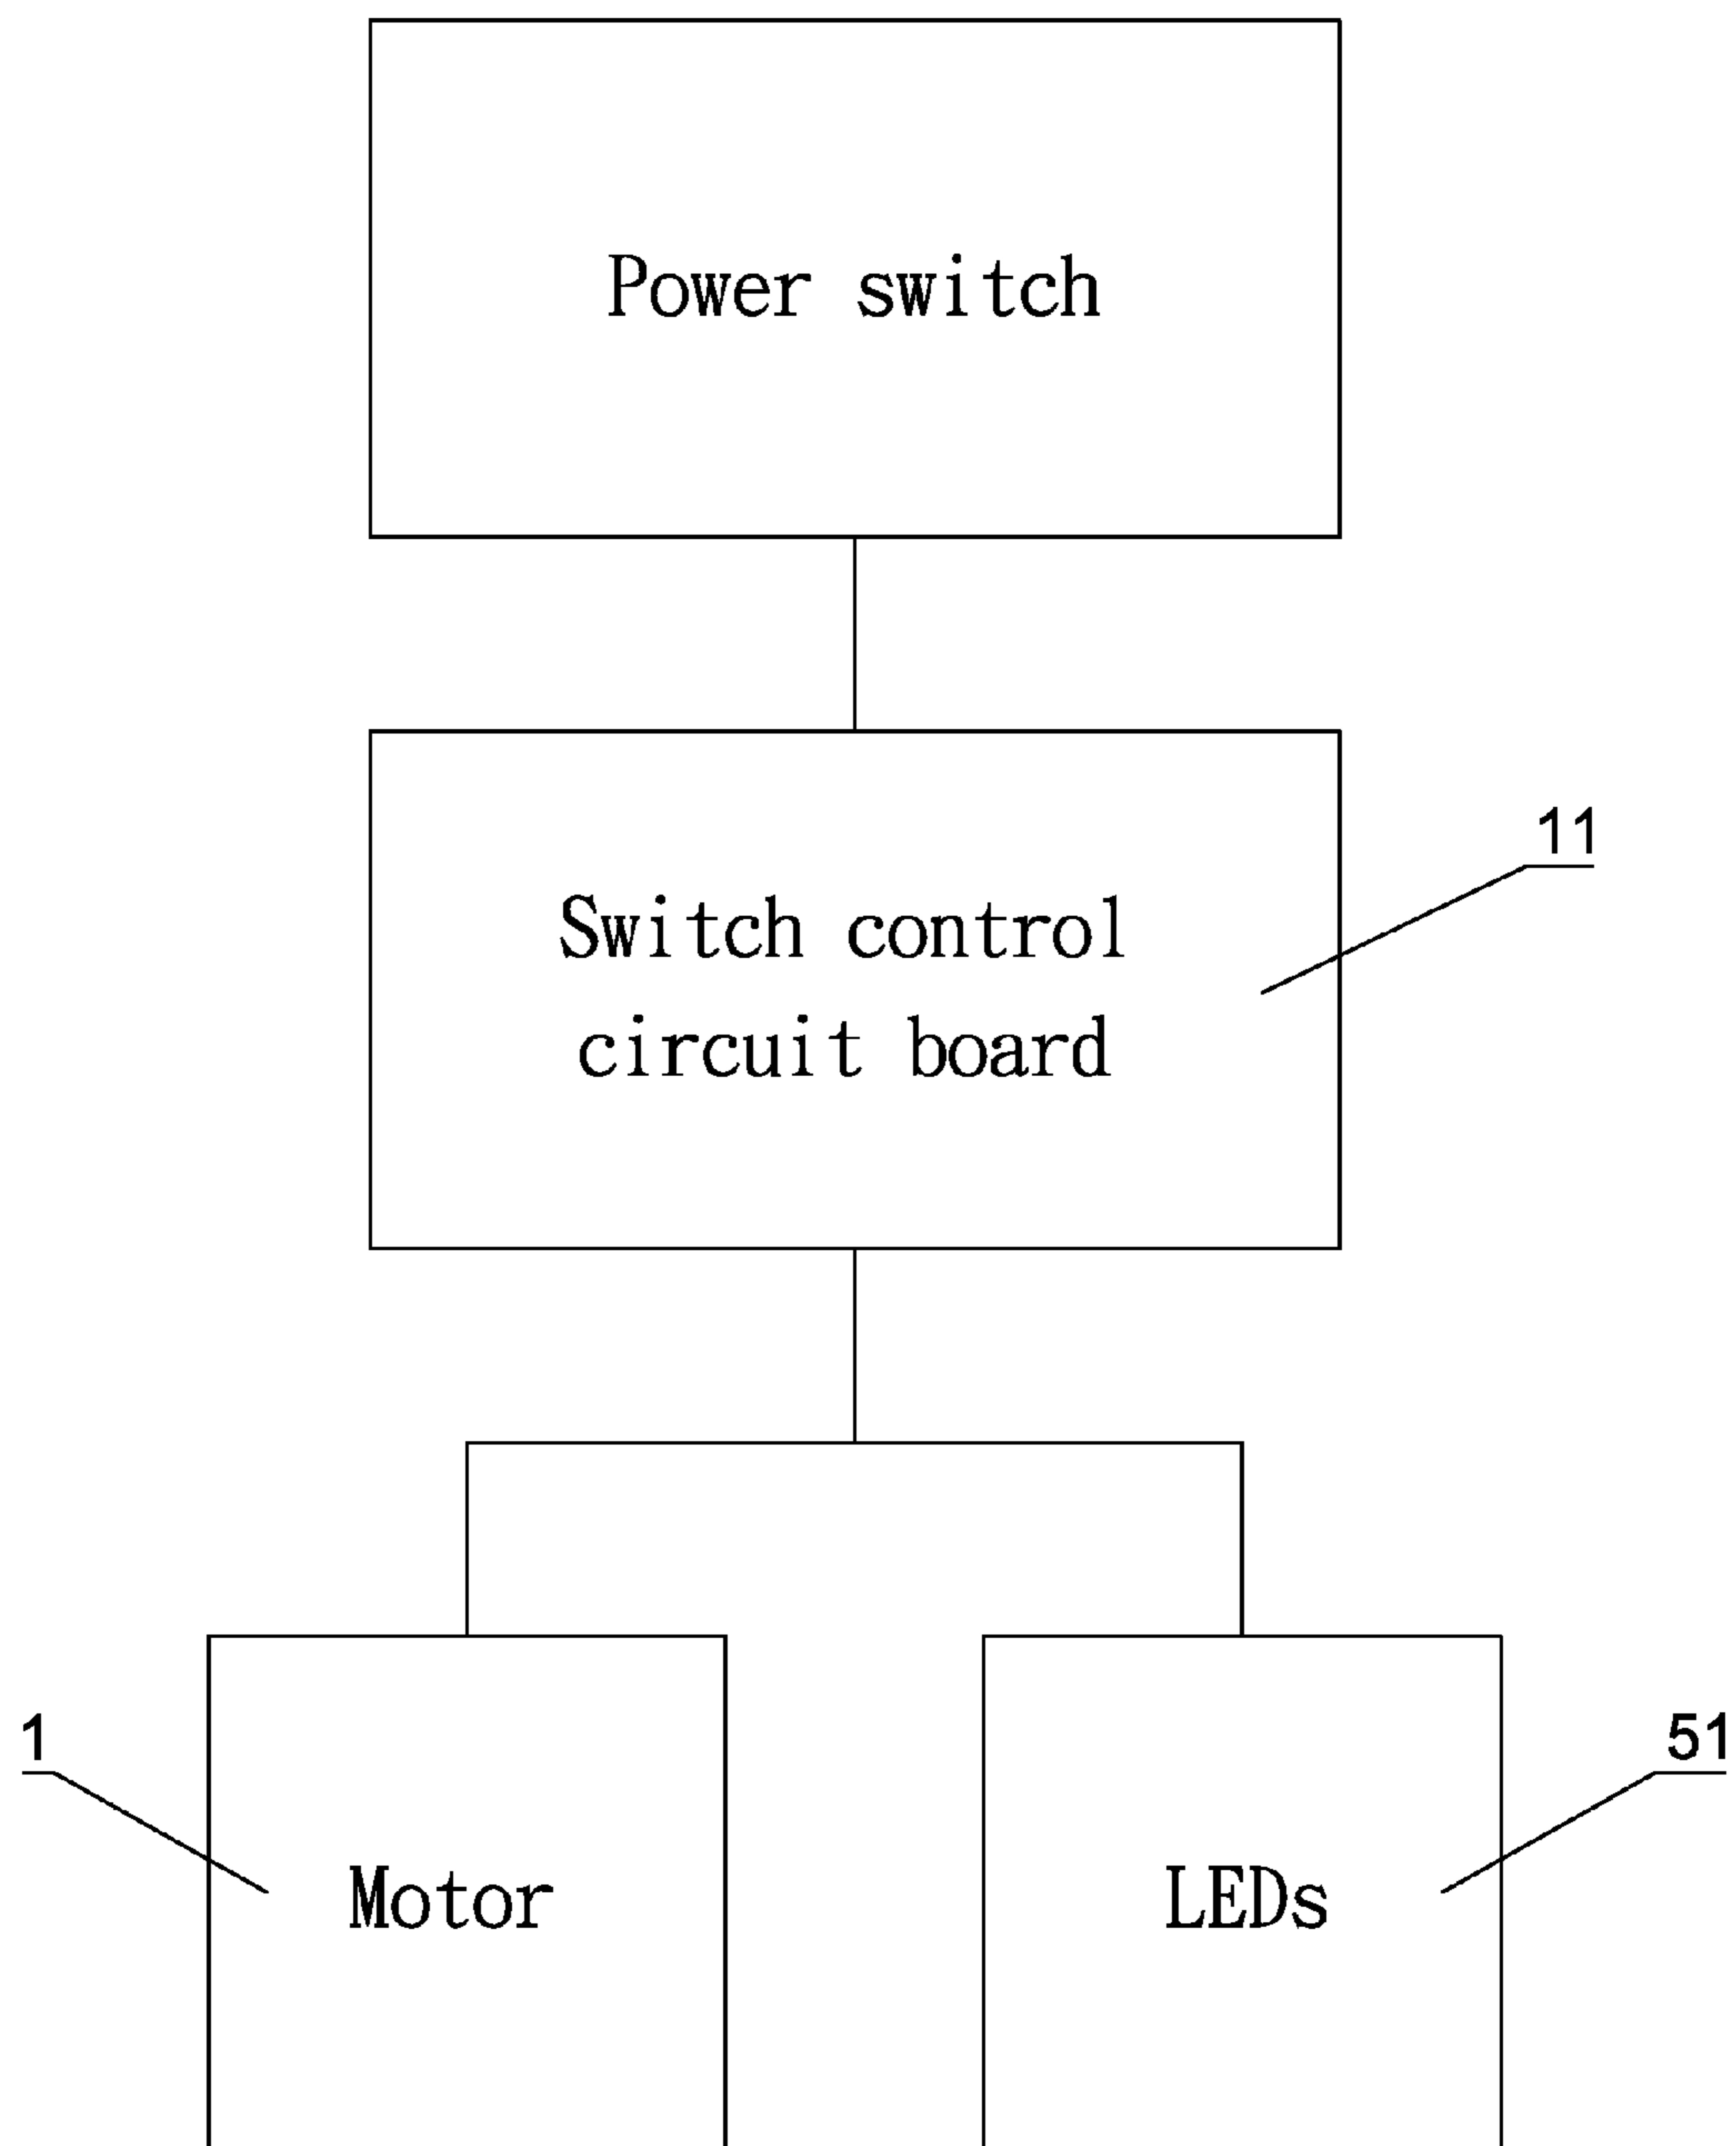 Power switch
11
Switch control
circuit board
1
51
Motor
LEDs